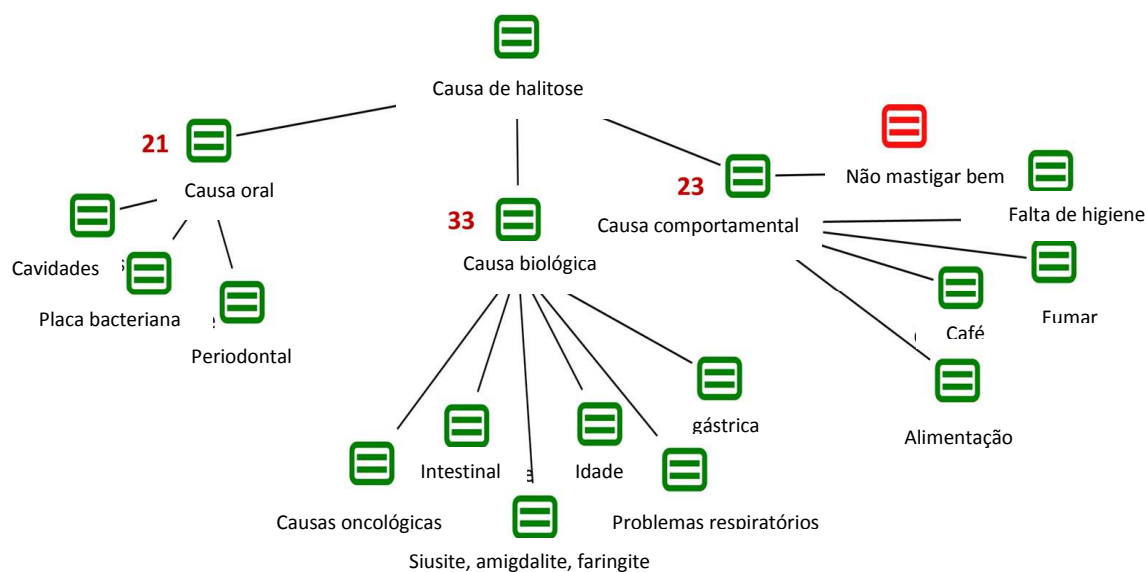 Causa de halitose
21
Causa oral
Cavidades
Placa bacteriana
Periodontal
33
Causa biológica
Causas oncológicas
Intestinal
Siusite, amigdalite, faringite
Idade
Problemas respiratórios
gástrica
23
Causa comportamental
Não mastigar bem
Falta de higiene
Fumar
Café
Alimentação